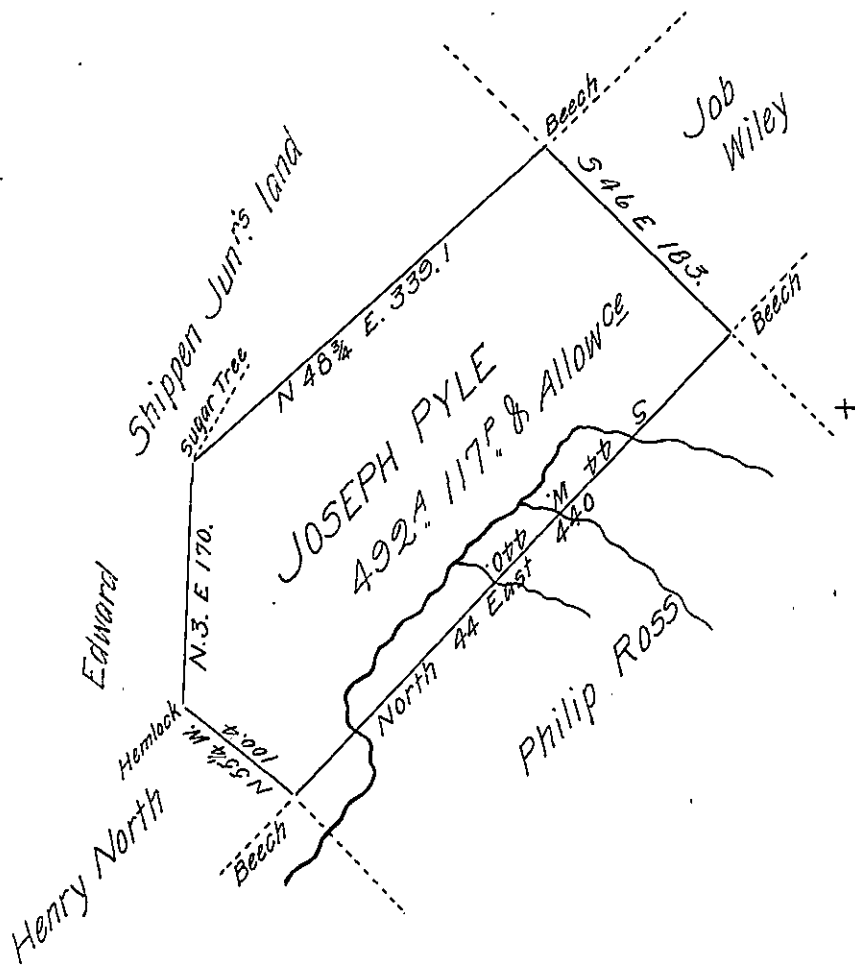 Job
Wiley
Beech
S 46 E 183.
Beech
Shippen Jun'rs. land
Sugar Tree
N 48¾ E. 339.1
JOSEPH PYLE
492A. 117P. & Allowce
S 44 W. 440.
North 44 East 440
N. 3. E 170.
Edward
Philip Ross
Hemlock
N 55¼ W.
100.4
Beech
Henry North